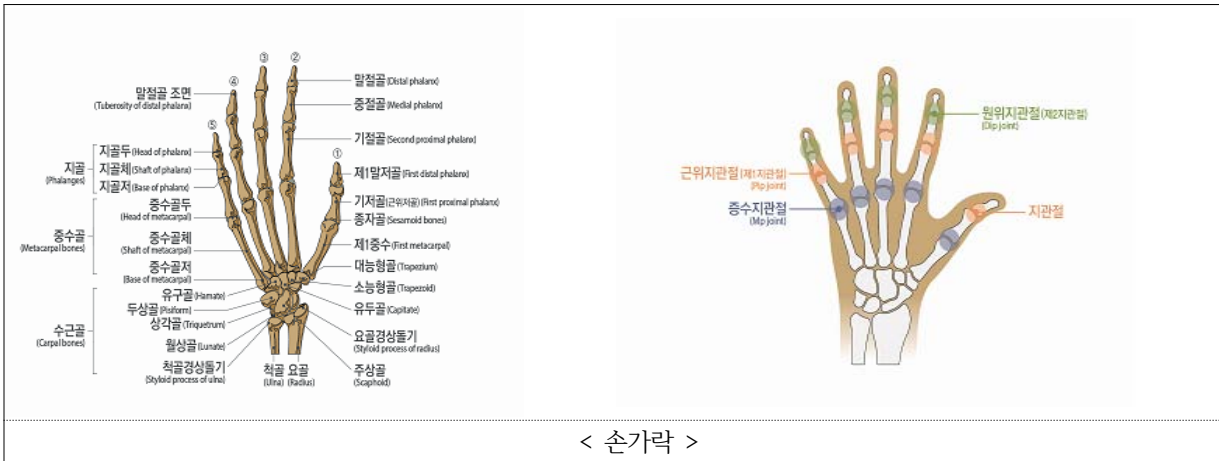 ③
②
④
말절골 (Distal phalanx)
말절골 조면
(Tuberosity of distal phalanx)
중절골 (Medial phalanx)
⑤
기절골 (Second proximal phalanx)
①
지골
(Phalanges)
지골두 (Head of phalanx)
지골체 (Shaft of phalanx)
지골저 (Base of phalanx)
제1말저골 (First distal phalanx)
기저골(근위저골) (First proximal phalanx)
종자골 (Sesamoid bones)
중수골
(Metacarpal bones)
중수골두
(Head of metacarpal)
중수골체
(Shaft of metacarpal)
중수골저
(Base of metacarpal)
제1중수 (First metacarpal)
대능형골 (Trapezium)
소능형골 (Trapezoid)
유구골 (Hamate)
유두골 (Capitate)
수근골
(Carpal bones)
두상골 (Pisiform)
상각골 (Triquetrum)
월상골 (Lunate)
척골경상돌기
(Styloid process of ulna)
요골경상돌기
(Styloid process of radius)
척골
(Ulna)
요골
(Radius)
주상골
(Scaphoid)
원위지관절 (제2지관절)
(Dip joint)
근위지관절 (제1지관절)
(Pip joint)
증수지관절
(Mp joint)
지관절
< 손가락 >